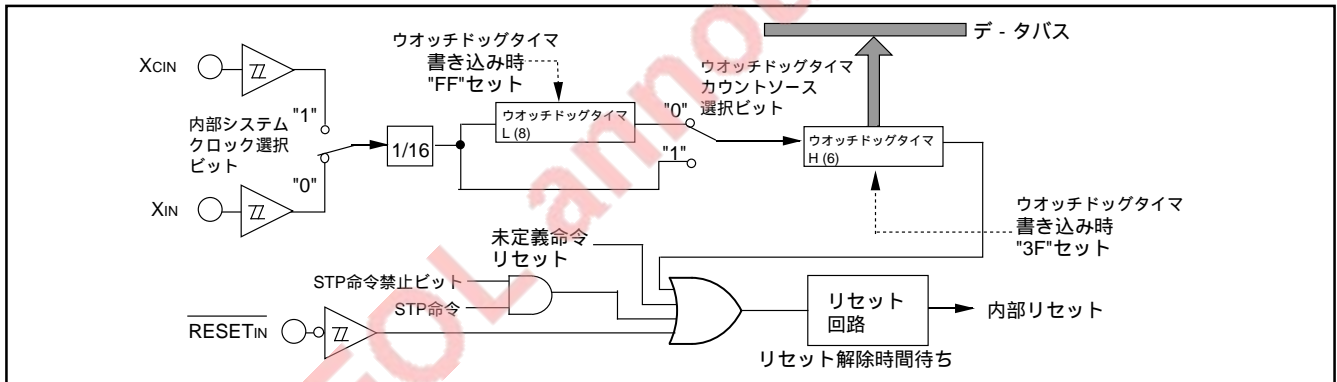 デ - タバス
ウオッチドッグタイマ
書き込み時
"FF"セット
ウオッチドッグタイマ
カウントソース
選択ビット
XCIN
"1"
内部システム
クロック選択
ビット
"0"
XIN
1/16
ウオッチドッグタイマ
L (8)
"0"
"1"
ウオッチドッグタイマ
H (6)
ウオッチドッグタイマ
書き込み時
"3F"セット
未定義命令
リセット
STP命令禁止ビット
STP命令
RESETIN
リセット
回路
内部リセット
リセット解除時間待ち
EOL annou